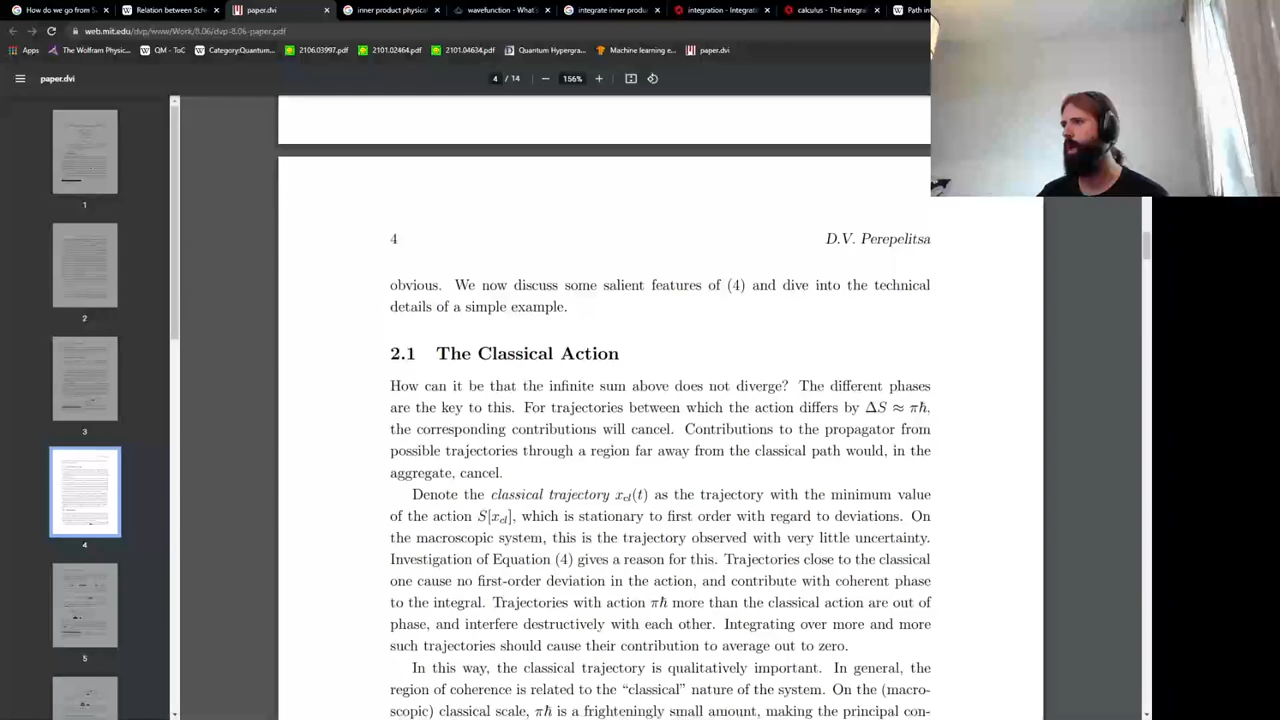 How do we go from S
Relation between Sch
paper.dvi
inner product physical
wavefunction - What's
integrate inner produ
integration - Integrati
calculus - The integra
Path int
web.mit.edu/dvp/www/Work/8.06/dvp-8.06-paper.pdf
Apps
The Wolfram Physic...
QM - ToC
Category:Quantum...
2106.03997.pdf
2101.02464.pdf
2101.04634.pdf
Quantum Hypergra...
Machine learning e...
paper.dvi
paper.dvi
4 / 14
156%
1
2
3
4
5
4
D.V. Perepelitsa
obvious. We now discuss some salient features of (4) and dive into the technical
details of a simple example.
2.1 The Classical Action
How can it be that the infinite sum above does not diverge? The different phases
are the key to this. For trajectories between which the action differs by ΔS ≈ πħ,
the corresponding contributions will cancel. Contributions to the propagator from
possible trajectories through a region far away from the classical path would, in the
aggregate, cancel.
Denote the classical trajectory x_cl(t) as the trajectory with the minimum value
of the action S[x_cl], which is stationary to first order with regard to deviations. On
the macroscopic system, this is the trajectory observed with very little uncertainty.
Investigation of Equation (4) gives a reason for this. Trajectories close to the classical
one cause no first-order deviation in the action, and contribute with coherent phase
to the integral. Trajectories with action πħ more than the classical action are out of
phase, and interfere destructively with each other. Integrating over more and more
such trajectories should cause their contribution to average out to zero.
In this way, the classical trajectory is qualitatively important. In general, the
region of coherence is related to the “classical” nature of the system. On the (macro-
scopic) classical scale, πħ is a frighteningly small amount, making the principal con-